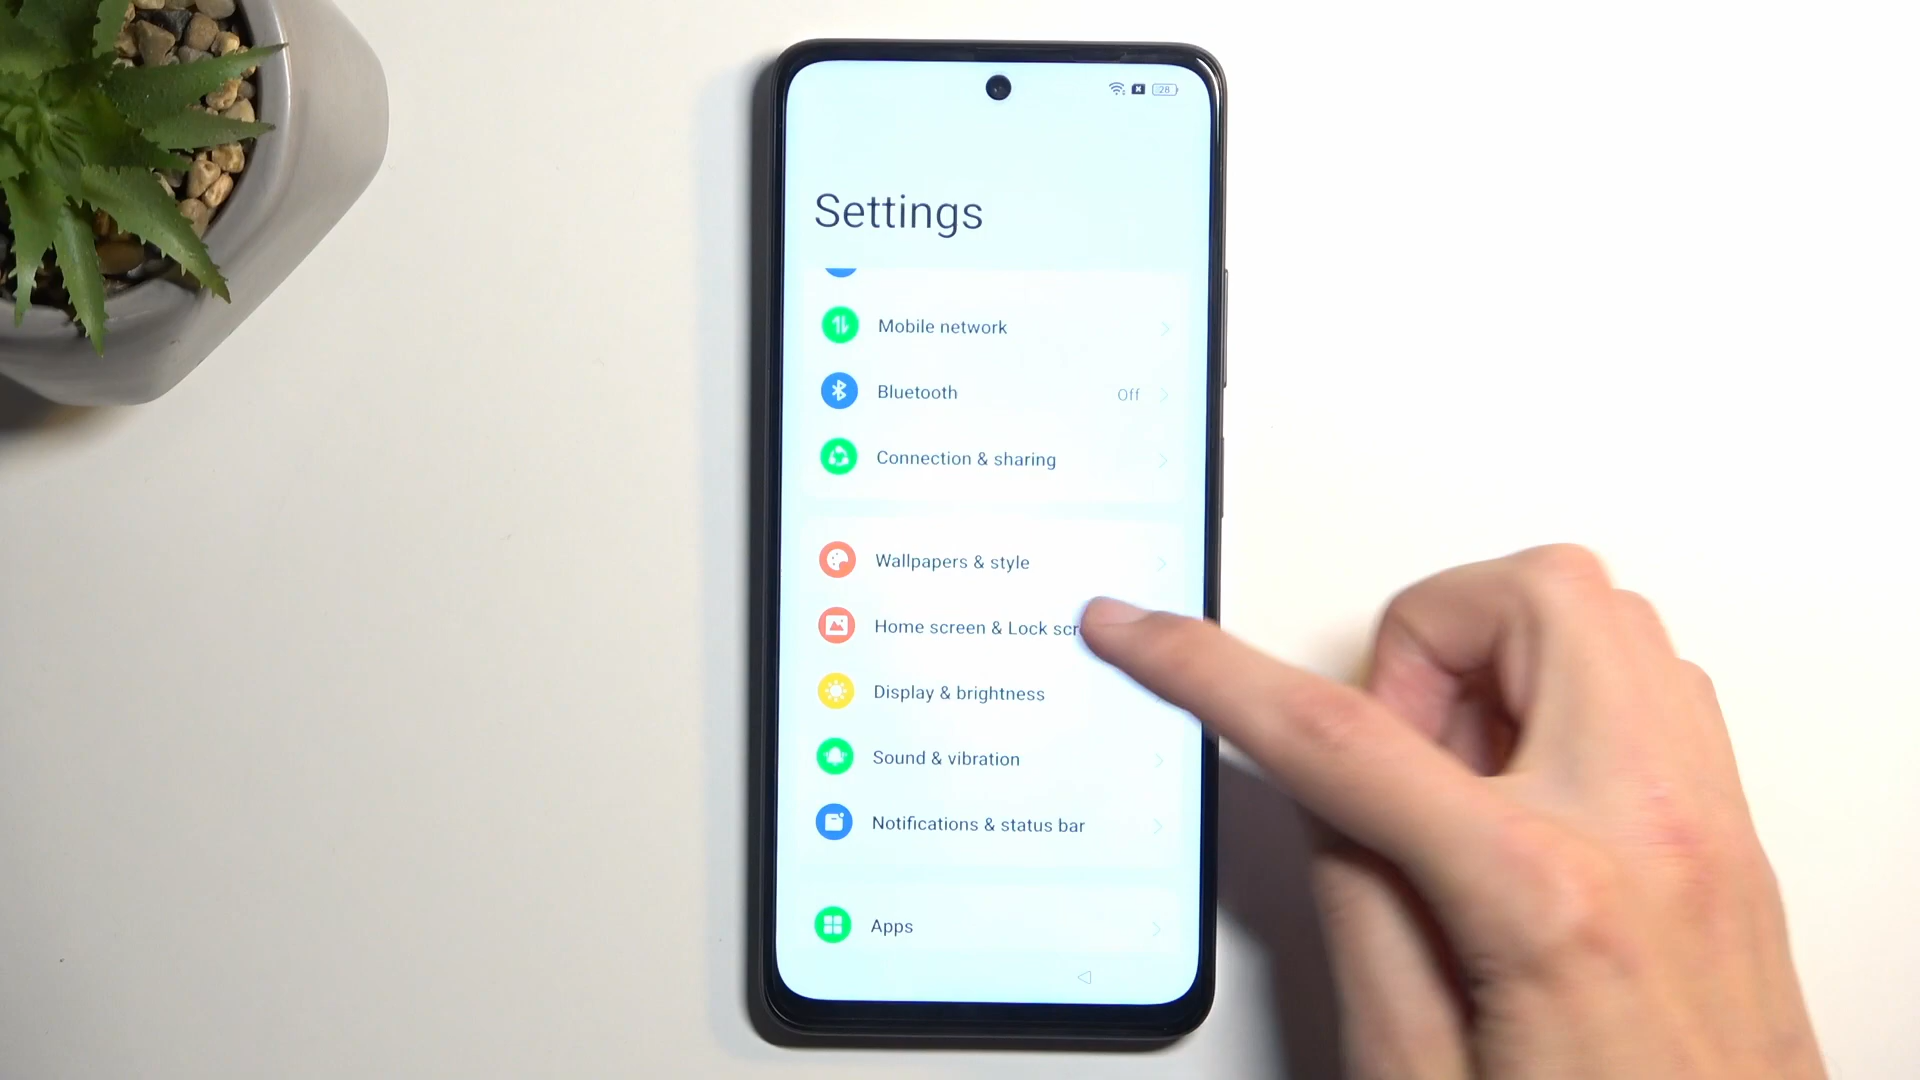 28
Settings
Mobile network
Bluetooth Off
Connection & sharing
Wallpapers & style
Home screen & Lock scr
Display & brightness
Sound & vibration
Notifications & status bar
Apps